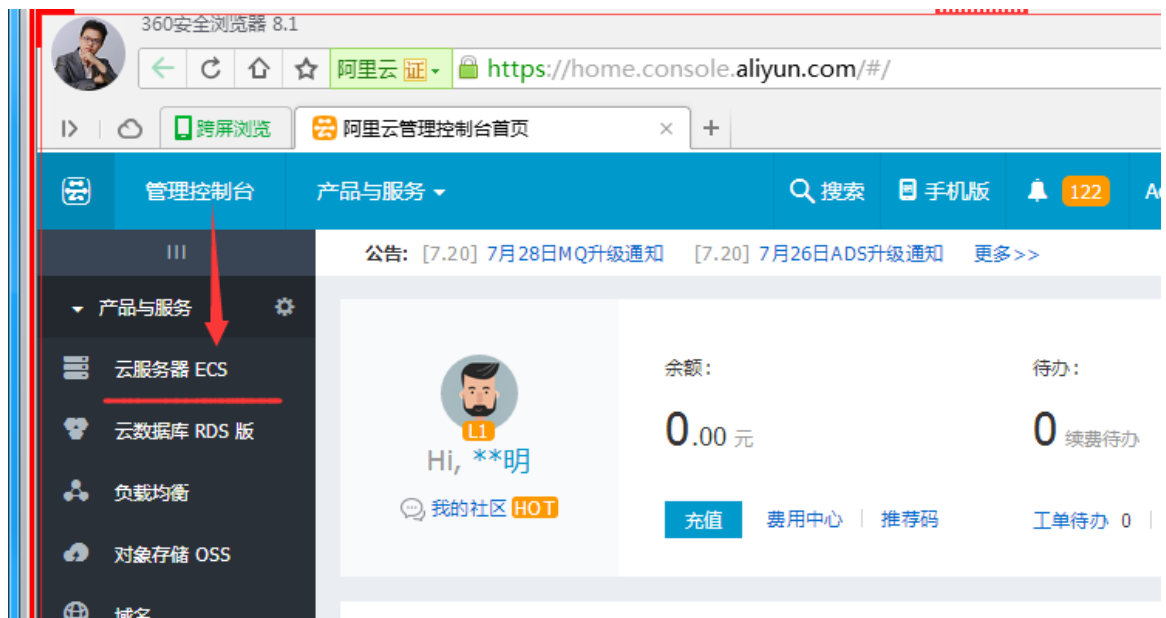 360安全浏览器 8.1
阿里云 证 https://home.console.aliyun.com/#/
跨屏浏览 阿里云管理控制台首页
管理控制台 产品与服务 搜索 手机版 122
公告: [7.20] 7月28日MQ升级通知 [7.20] 7月26日ADS升级通知 更多>>
产品与服务
云服务器 ECS
云数据库 RDS 版
负载均衡
对象存储 OSS
域名
L1
Hi, **明
我的社区 HOT
余额:
0.00 元
充值 费用中心 推荐码
待办:
0 续费待办
工单待办 0